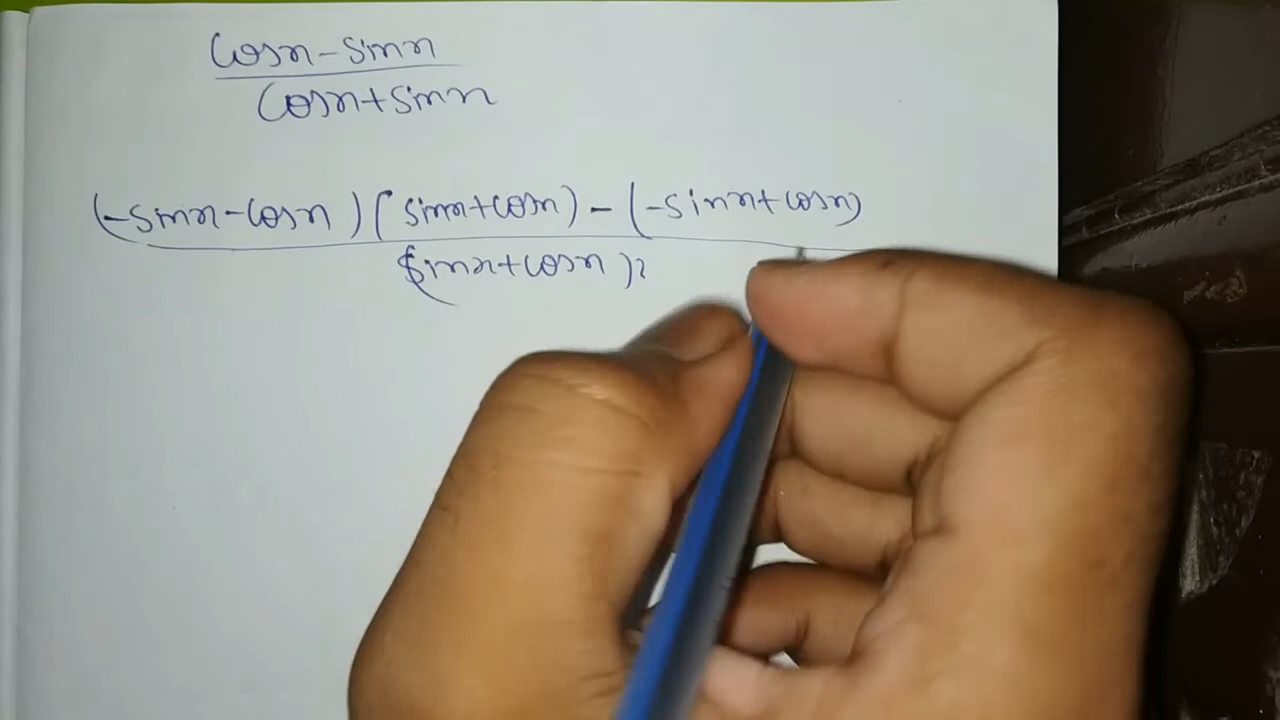 cosx - sinx
cosx + sinx
(-sinx - cosx) (sinx + cosx) - (-sinx + cosx)
(sinx + cosx)2